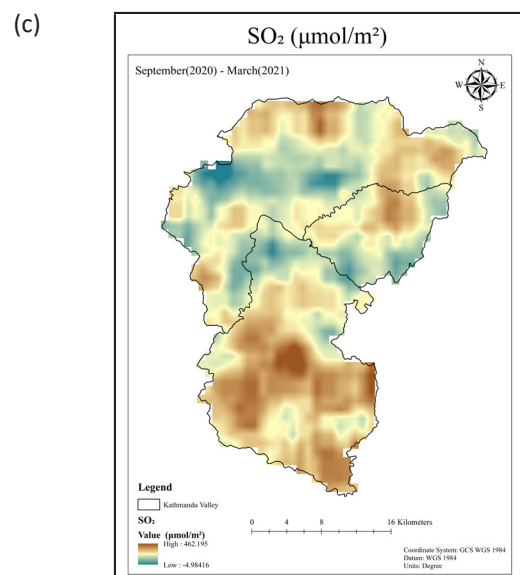 (c)
SO₂ (μmol/m²)
September(2020) - March(2021)
N
W E
S
Legend
Kathmandu Valley
SO₂
Value (μmol/m²)
High : 462.195
Low : -4.98416
0 4 8 16 Kilometers
Coordinate System: GCS WGS 1984
Datum: WGS 1984
Units: Degree